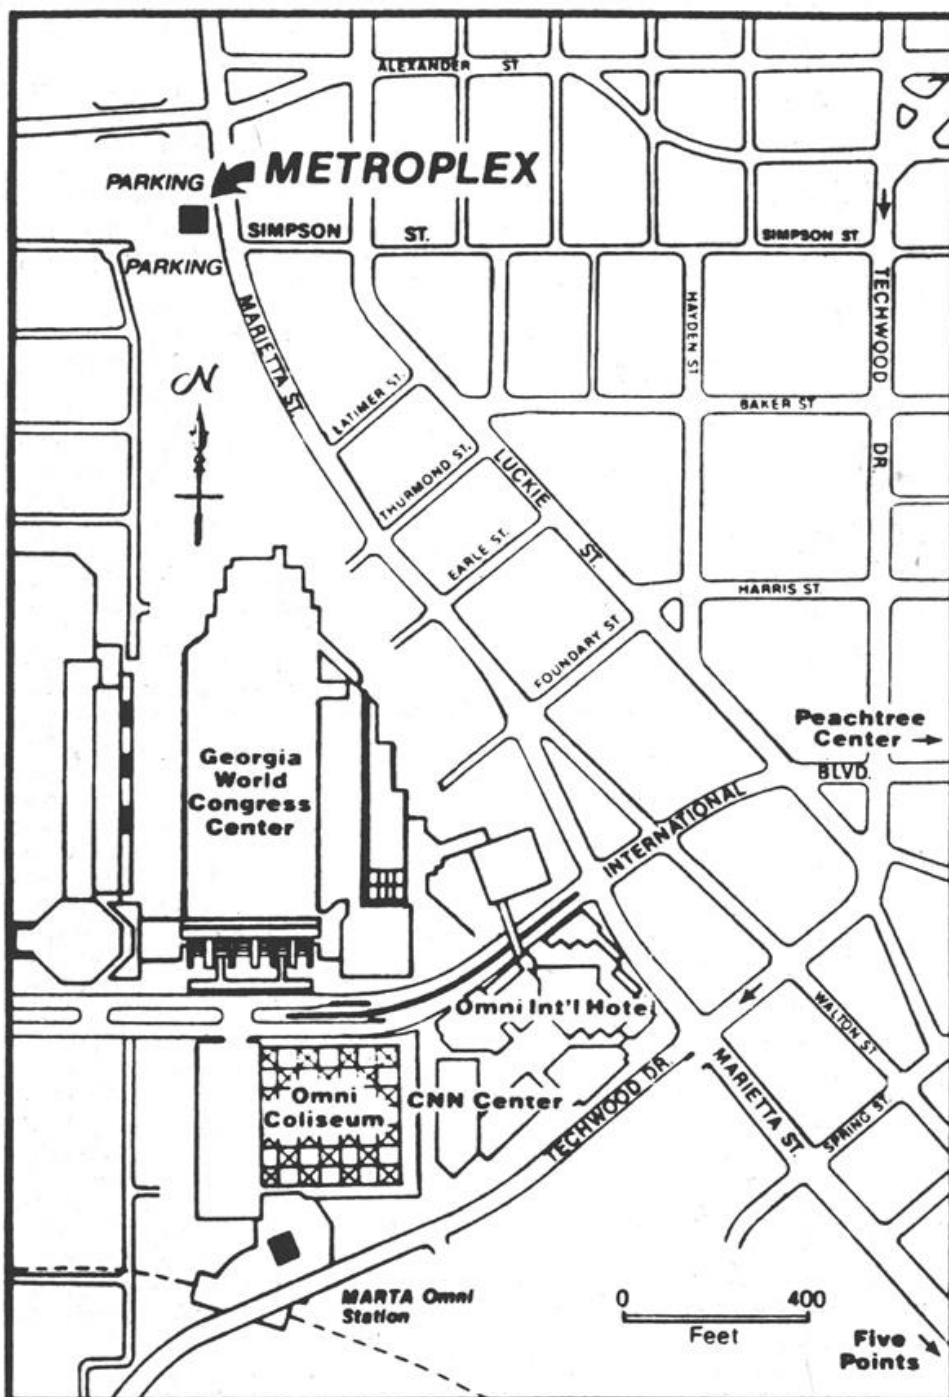 ALEXANDER ST
METROPLEX
PARKING
SIMPSON ST.
SIMPSON ST
PARKING
MARIETTA ST.
HAYDEN ST
TECHWOOD DR.
N
LATIMER ST.
BAKER ST
THURMOND ST.
LUCKIE ST.
EARLE ST.
HARRIS ST.
FOUNDARY ST
Peachtree
Center
BLVD.
INTERNATIONAL
Georgia
World
Congress
Center
Omni Int'l Hotel
WALTON ST
Omni
Coliseum
CNN Center
TECHWOOD DR.
MARIETTA ST.
SPRING ST.
MARTA Omni
Station
0 400
Feet
Five
Points